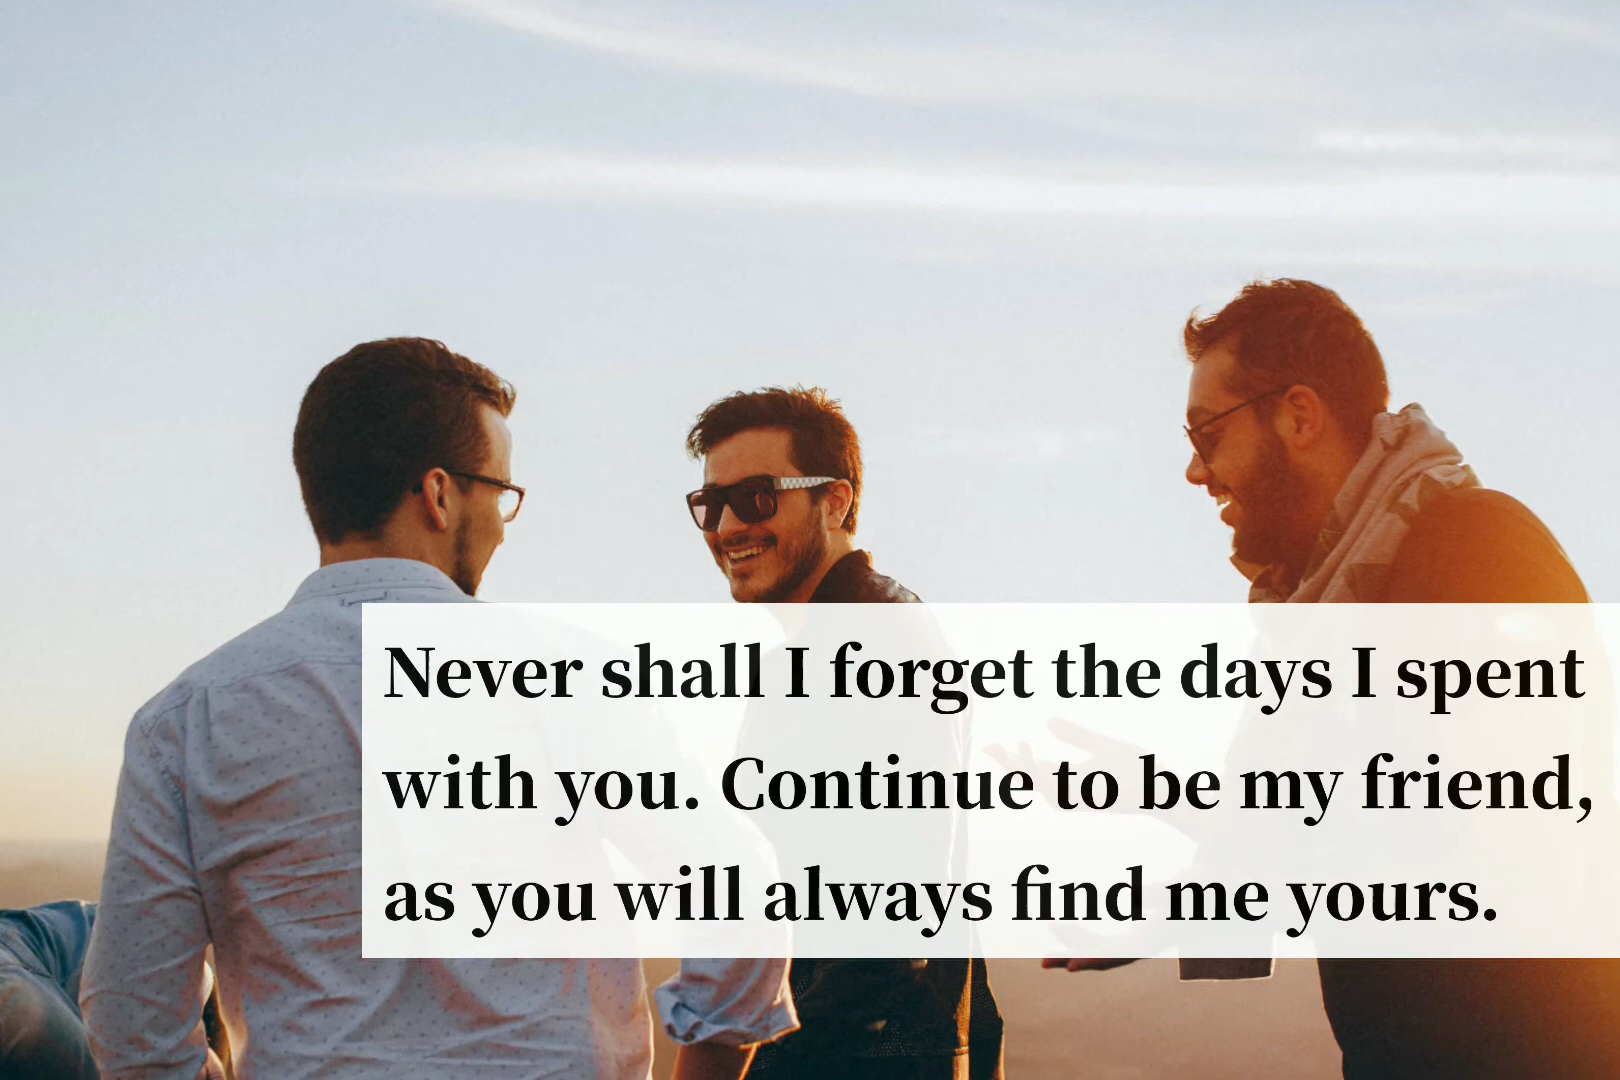 Never shall I forget the days I spent
with you. Continue to be my friend,
as you will always find me yours.